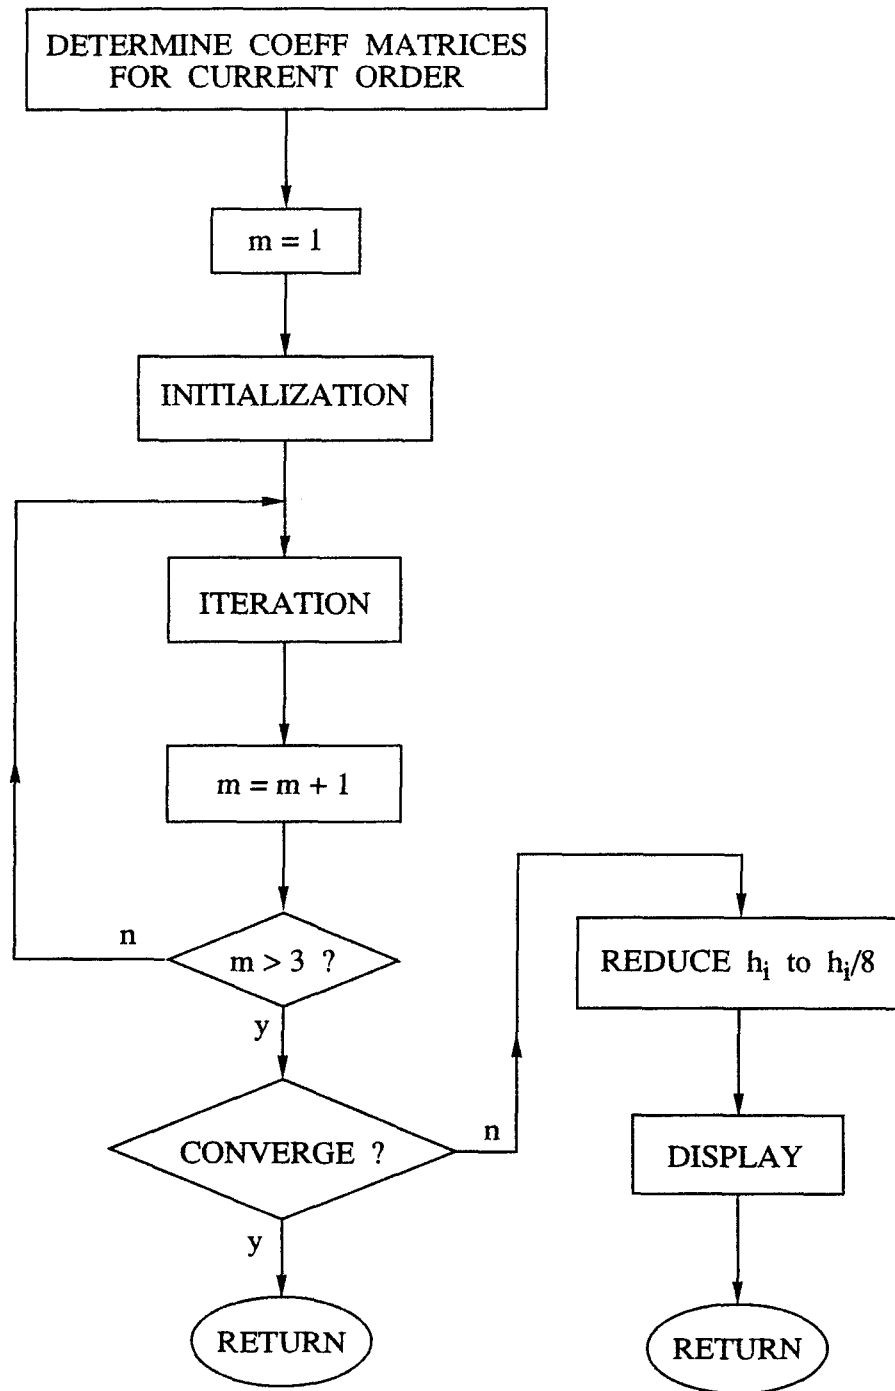 DETERMINE COEFF MATRICES
FOR CURRENT ORDER
m = 1
INITIALIZATION
ITERATION
m = m + 1
n
m > 3 ?
y
CONVERGE ?
n
y
RETURN
REDUCE hᵢ to hᵢ/8
DISPLAY
RETURN